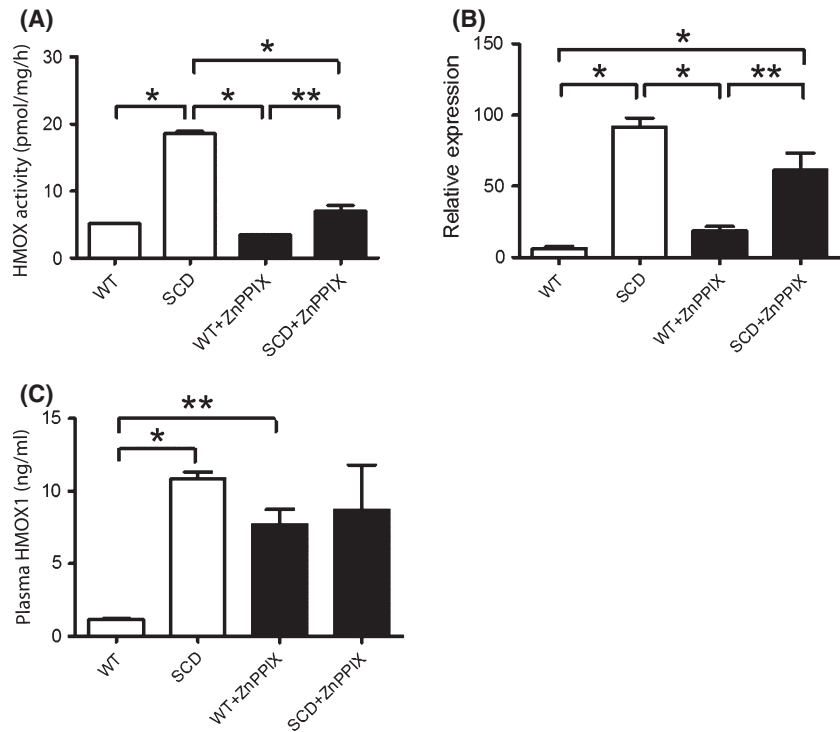 (A)
HMOX activity (pmol/mg/h)
30
20
10
0
*
*
*
**
WT
SCD
WT+ZnPPIX
SCD+ZnPPIX
(B)
Relative expression
150
100
50
0
*
*
*
**
WT
SCD
WT+ZnPPIX
SCD+ZnPPIX
(C)
Plasma HMOX1 (ng/ml)
15
10
5
0
**
*
WT
SCD
WT+ZnPPIX
SCD+ZnPPIX